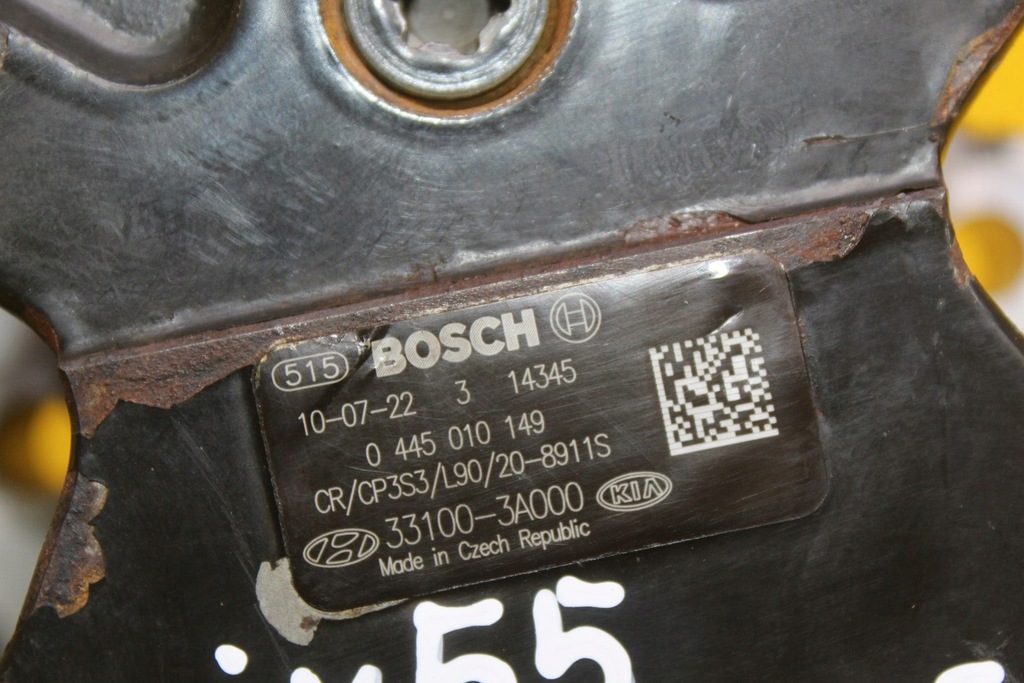 515 BOSCH
10-07-22 3 14345
0 445 010 149
CR/CP3S3/L90/20-8911S
33100-3A000 KIA
Made in Czech Republic
ix55